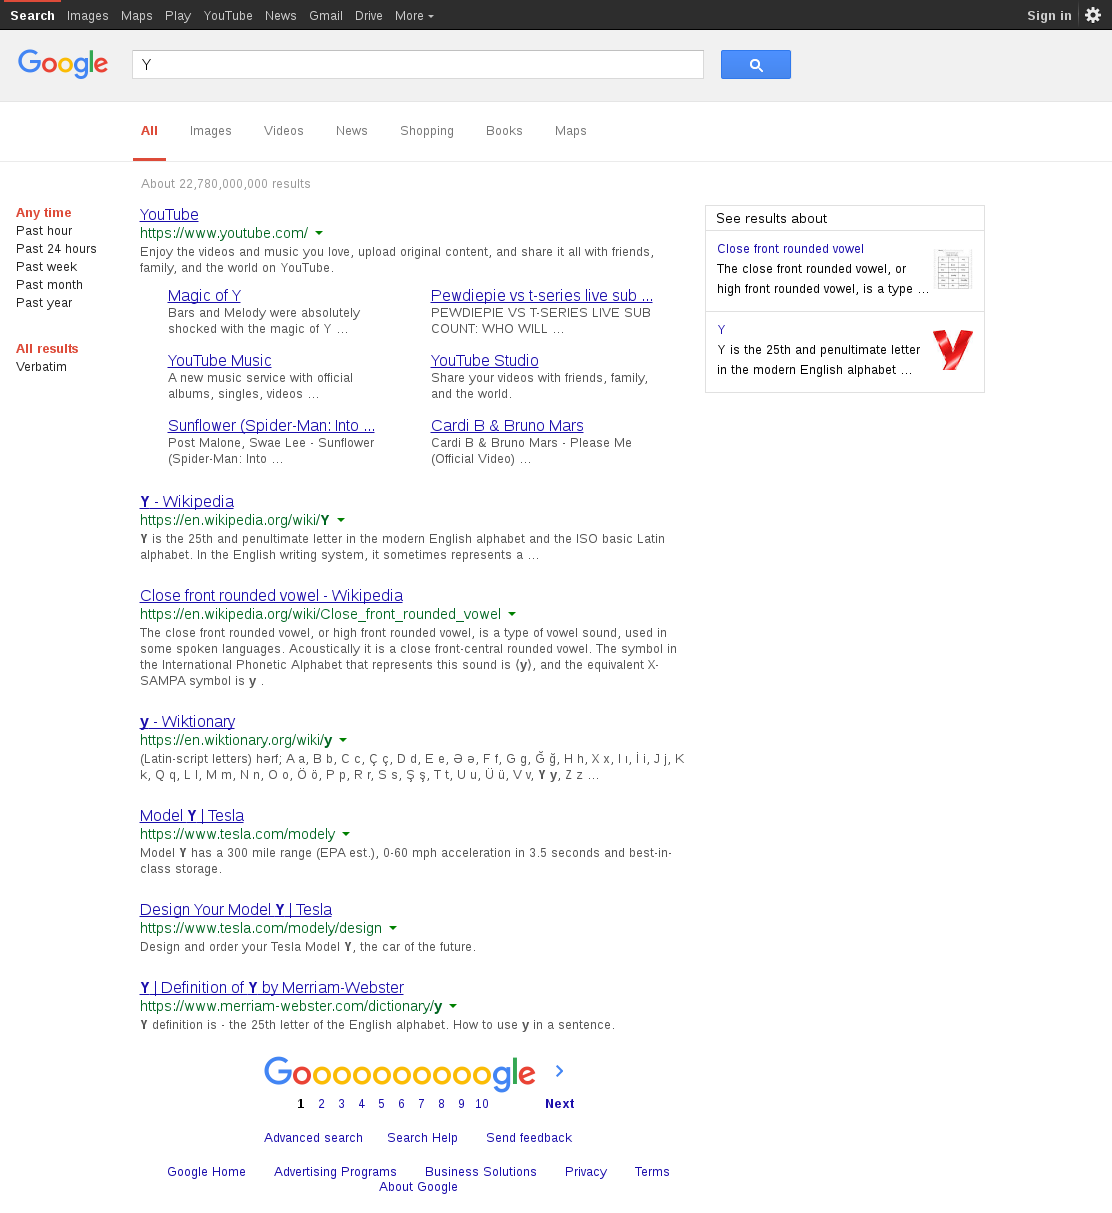 Search Images Maps Play YouTube News Gmail Drive More Sign in
Google Y
All Images Videos News Shopping Books Maps
About 22,780,000,000 results
Any time
Past hour
Past 24 hours
Past week
Past month
Past year
All results
Verbatim
YouTube
https://www.youtube.com/
Enjoy the videos and music you love, upload original content, and share it all with friends,
family, and the world on YouTube.
Magic of Y
Bars and Melody were absolutely
shocked with the magic of Y ...
Pewdiepie vs t-series live sub ...
PEWDIEPIE VS T-SERIES LIVE SUB
COUNT: WHO WILL ...
YouTube Music
A new music service with official
albums, singles, videos ...
YouTube Studio
Share your videos with friends, family,
and the world.
Sunflower (Spider-Man: Into ...
Post Malone, Swae Lee - Sunflower
(Spider-Man: Into ...
Cardi B & Bruno Mars
Cardi B & Bruno Mars - Please Me
(Official Video) ...
Y - Wikipedia
https://en.wikipedia.org/wiki/Y
Y is the 25th and penultimate letter in the modern English alphabet and the ISO basic Latin
alphabet. In the English writing system, it sometimes represents a ...
Close front rounded vowel - Wikipedia
https://en.wikipedia.org/wiki/Close_front_rounded_vowel
The close front rounded vowel, or high front rounded vowel, is a type of vowel sound, used in
some spoken languages. Acoustically it is a close front-central rounded vowel. The symbol in
the International Phonetic Alphabet that represents this sound is ⟨y⟩, and the equivalent X-
SAMPA symbol is y .
y - Wiktionary
https://en.wiktionary.org/wiki/y
(Latin-script letters) hərf; A a, B b, C c, Ç ç, D d, E e, Ə ə, F f, G g, Ğ ğ, H h, X x, I ı, İ i, J j, K
k, Q q, L l, M m, N n, O o, Ö ö, P p, R r, S s, Ş ş, T t, U u, Ü ü, V v, Y y, Z z ...
Model Y | Tesla
https://www.tesla.com/modely
Model Y has a 300 mile range (EPA est.), 0-60 mph acceleration in 3.5 seconds and best-in-
class storage.
Design Your Model Y | Tesla
https://www.tesla.com/modely/design
Design and order your Tesla Model Y, the car of the future.
Y | Definition of Y by Merriam-Webster
https://www.merriam-webster.com/dictionary/y
Y definition is - the 25th letter of the English alphabet. How to use y in a sentence.
See results about
Close front rounded vowel
The close front rounded vowel, or
high front rounded vowel, is a type ...
Y
Y is the 25th and penultimate letter
in the modern English alphabet ...
Goooooooooogle
1 2 3 4 5 6 7 8 9 10 Next
Advanced search Search Help Send feedback
Google Home Advertising Programs Business Solutions Privacy Terms
About Google